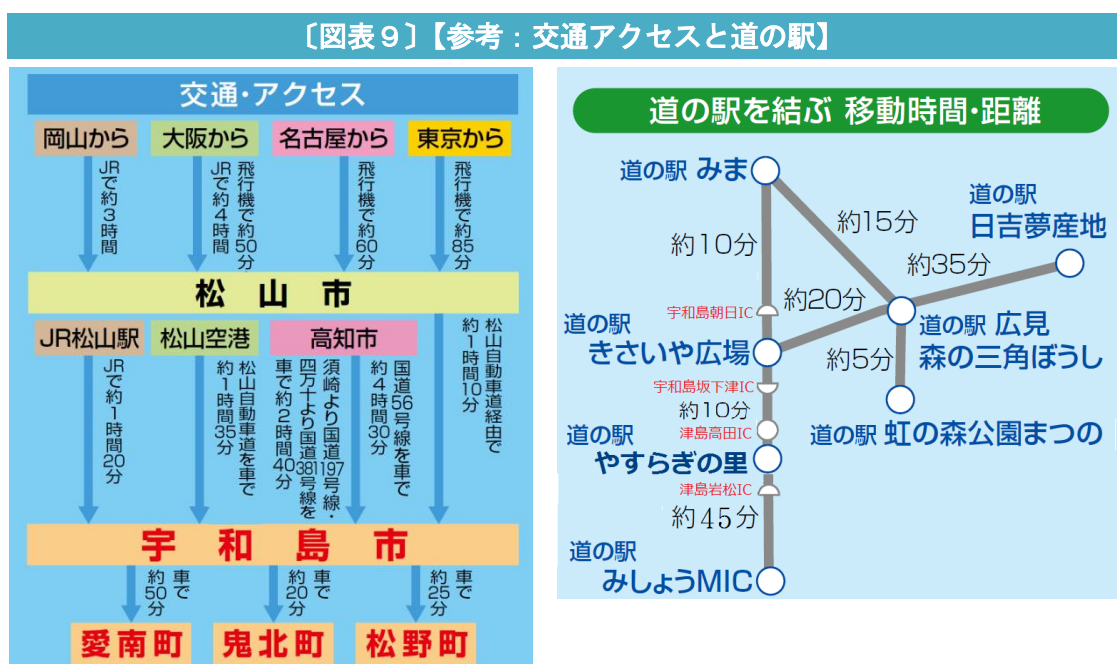 〔図表９〕【参考：交通アクセスと道の駅】
交通・アクセス
岡山から
大阪から
名古屋から
東京から
JRで約3時間
飛行機で約50分
JRで約4時間
飛行機で約60分
飛行機で約85分
松山市
JR松山駅
松山空港
高知市
JRで約1時間20分
松山自動車道を車で
約1時間35分
須崎より国道197号線・
四万十より国道381号線を
車で約2時間40分
国道56号線を車で
約4時間30分
松山自動車道経由で
約1時間10分
宇和島市
車で
約50分
車で
約20分
車で
約25分
愛南町
鬼北町
松野町
道の駅を結ぶ 移動時間・距離
道の駅 みま
道の駅
日吉夢産地
約15分
約10分
約35分
約20分
宇和島朝日IC
道の駅
きさいや広場
道の駅 広見
森の三角ぼうし
約5分
宇和島坂下津IC
約10分
津島高田IC
道の駅 虹の森公園まつの
道の駅
やすらぎの里
津島岩松IC
約45分
道の駅
みしょうMIC